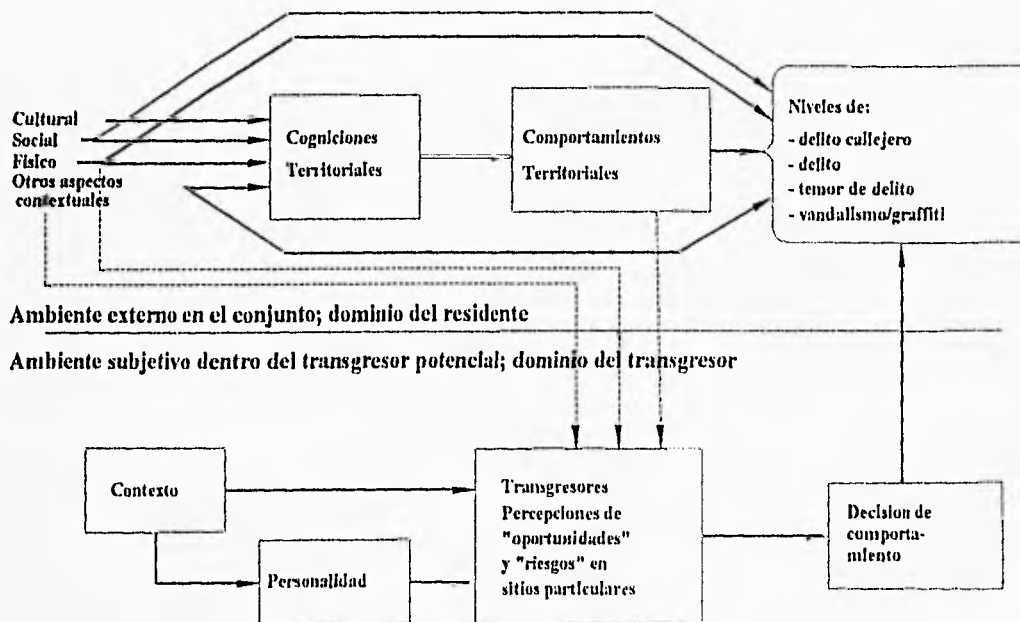 Cultural
Social
Fisico
Otros aspectos
contextuales
Cogniciones
Territoriales
Comportamientos
Territoriales
Niveles de:
- delito callejero
- delito
- temor de delito
- vandalismo/graffiti
Ambiente externo en el conjunto; dominio del residente
Ambiente subjetivo dentro del transgresor potencial; dominio del transgresor
Contexto
Personalidad
Transgresores
Percepciones de
"oportunidades"
y "riesgos" en
sitios particulares
Decision de
comporta-
miento